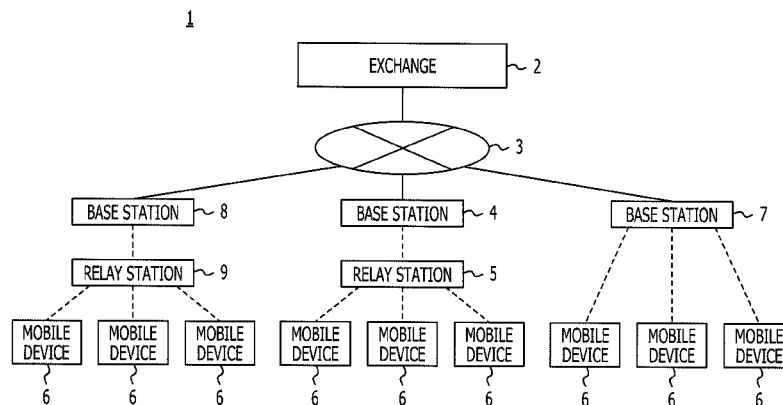 1
EXCHANGE 2
3
BASE STATION 8 BASE STATION 4 BASE STATION 7
RELAY STATION 9 RELAY STATION 5
MOBILE DEVICE MOBILE DEVICE MOBILE DEVICE MOBILE DEVICE MOBILE DEVICE MOBILE DEVICE MOBILE DEVICE MOBILE DEVICE MOBILE DEVICE
6 6 6 6 6 6 6 6 6